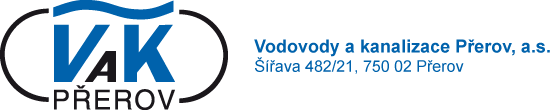 VAK
PŘEROV
Vodovody a kanalizace Přerov, a.s.
Šířava 482/21, 750 02 Přerov